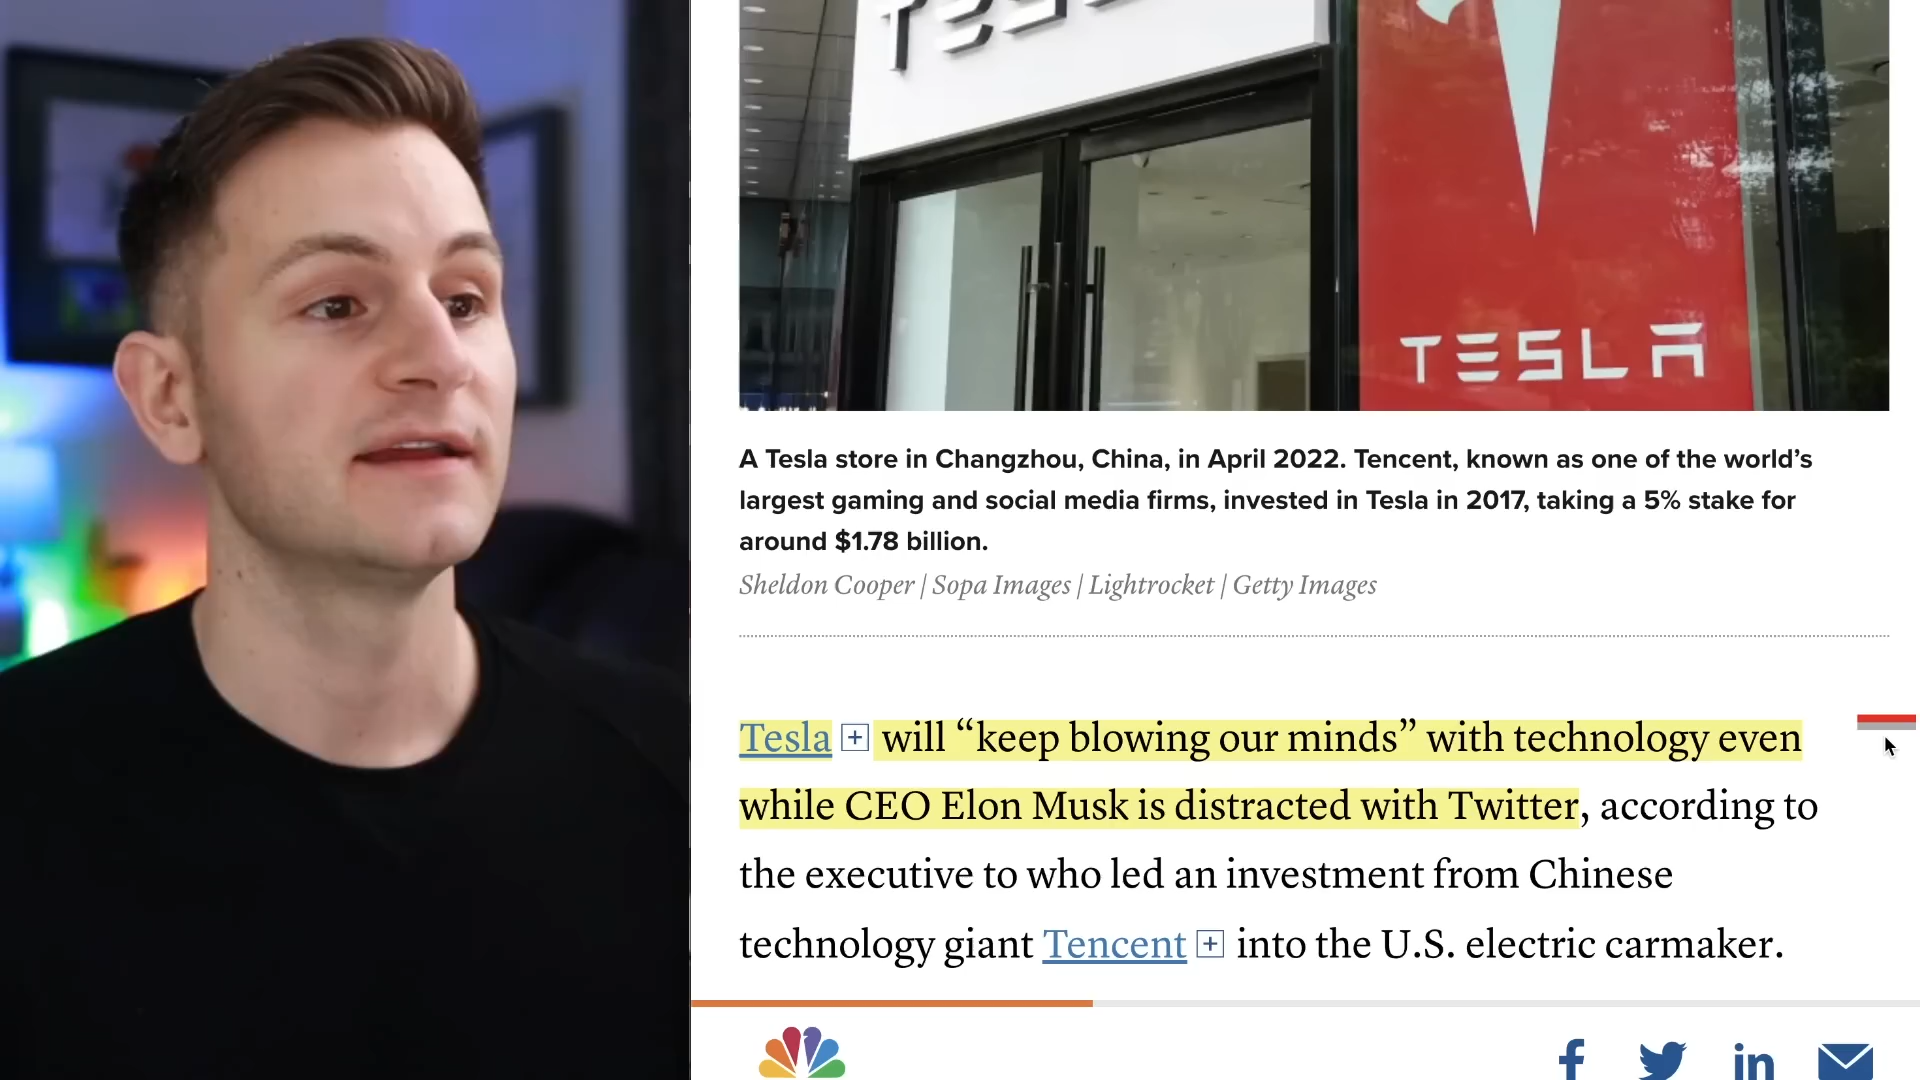 TESL
TESLA
A Tesla store in Changzhou, China, in April 2022. Tencent, known as one of the world’s
largest gaming and social media firms, invested in Tesla in 2017, taking a 5% stake for
around $1.78 billion.
Sheldon Cooper | Sopa Images | Lightrocket | Getty Images
Tesla + will “keep blowing our minds” with technology even
while CEO Elon Musk is distracted with Twitter, according to
the executive to who led an investment from Chinese
technology giant Tencent + into the U.S. electric carmaker.
in